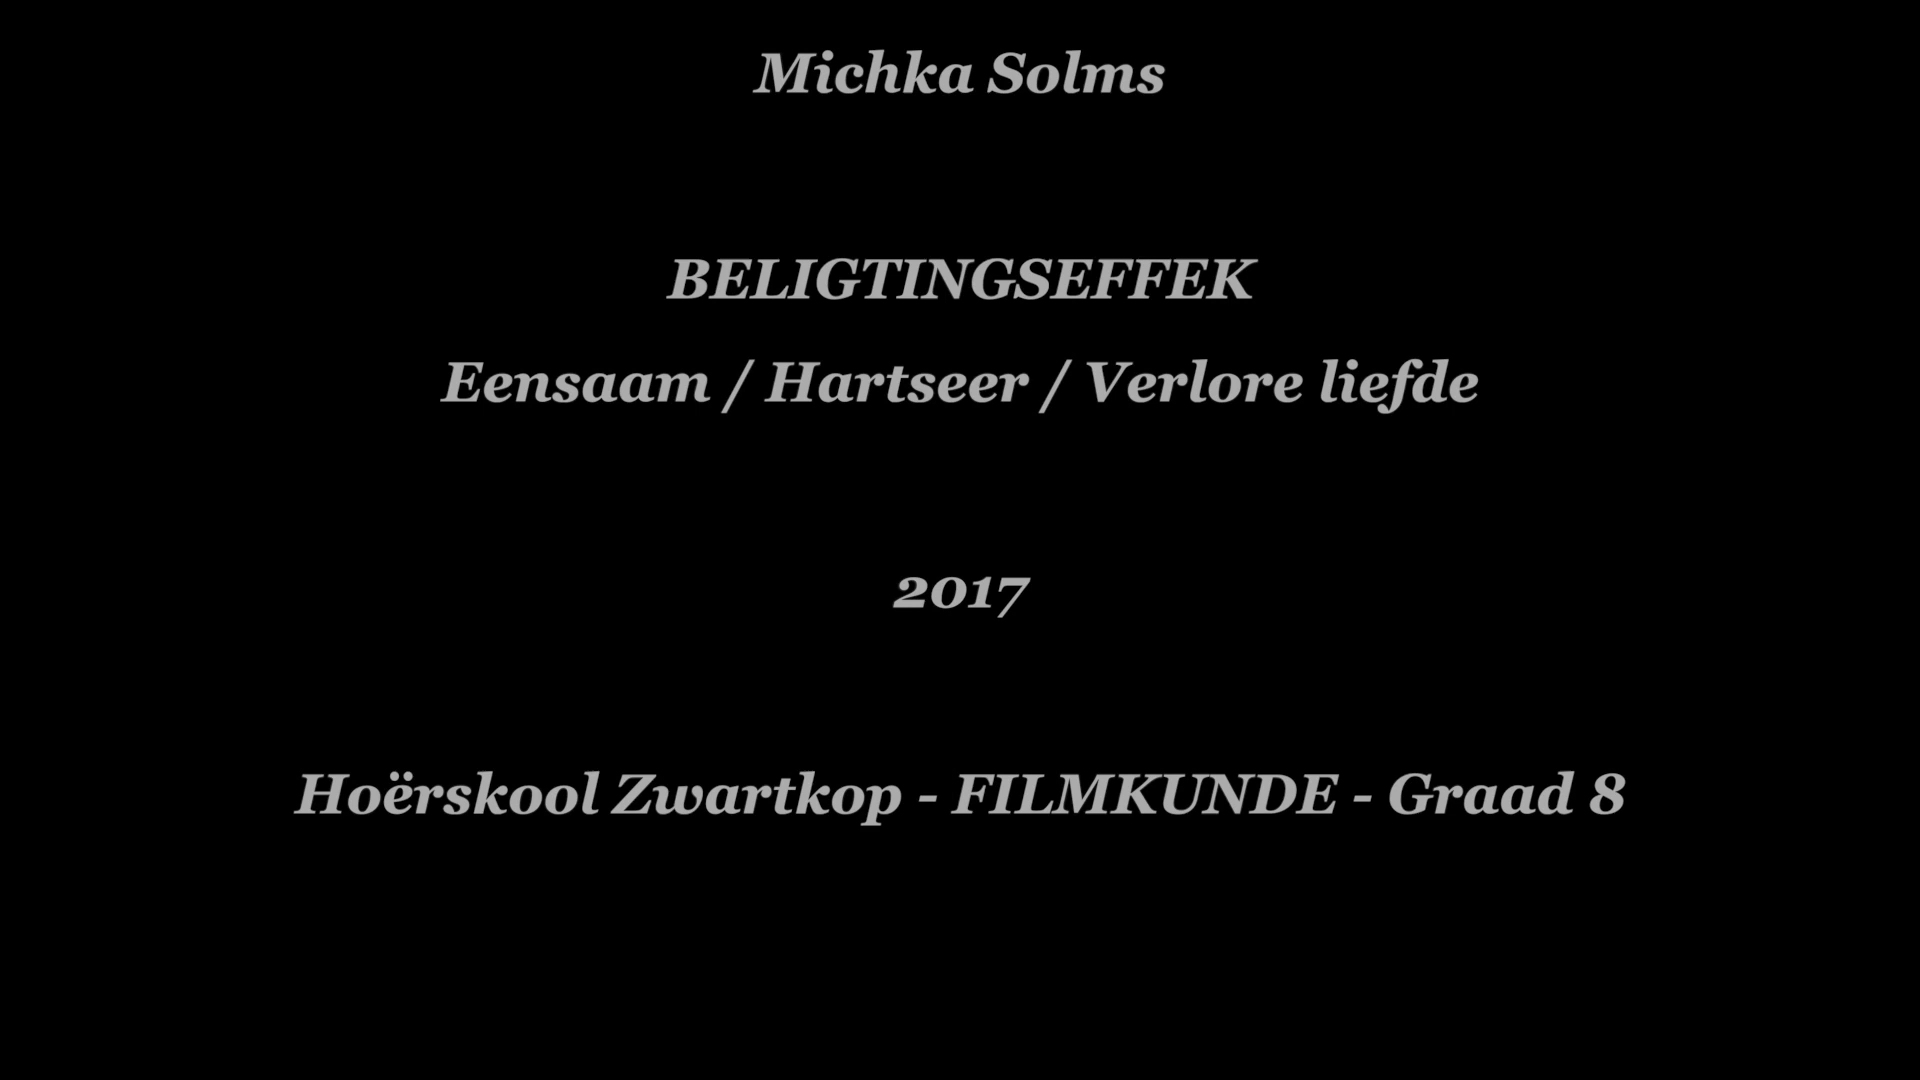 Michka Solms
BELIGTINGSEFFEK
Eensaam / Hartseer / Verlore liefde
2017
Hoërskool Zwartkop - FILMKUNDE - Graad 8